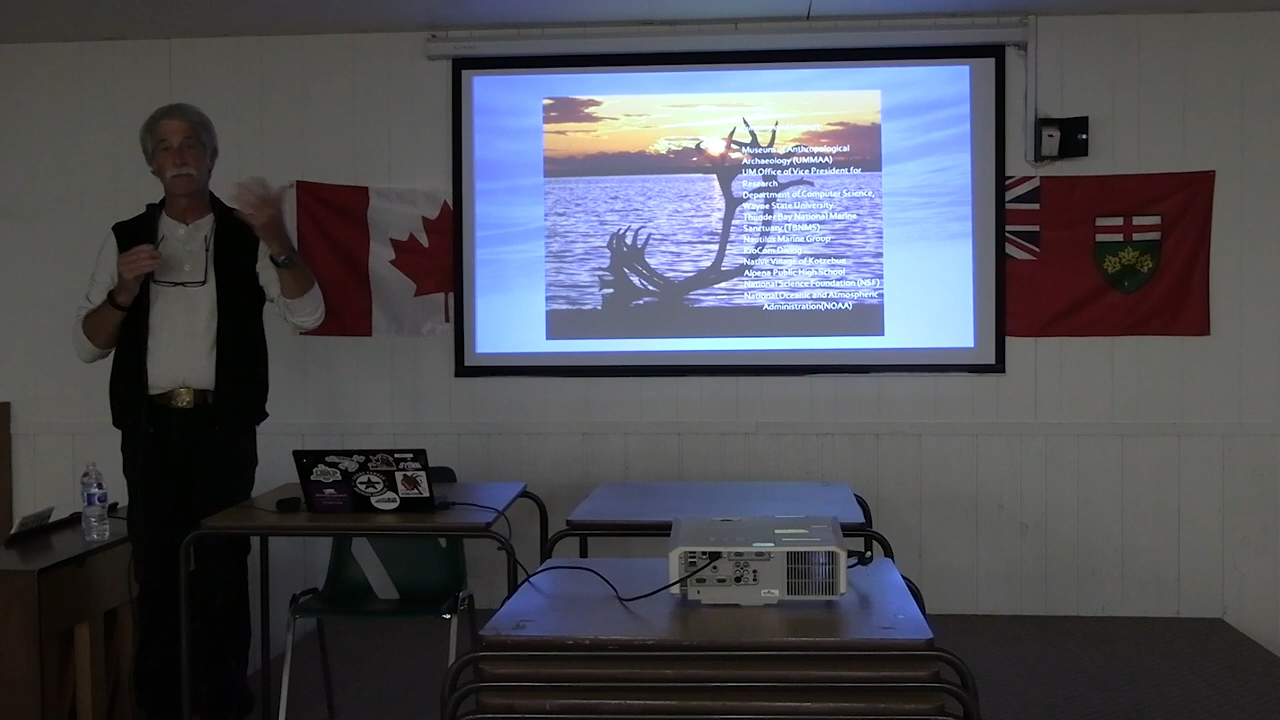 Museum of Anthropological
Archaeology (UMMAA)
UM Office of Vice President for
Research
Department of Computer Science,
Wayne State University
Thunder Bay National Marine
Sanctuary (TBNMS)
Nautilus Marine Group
Native Village of Kotzebue
Alpena Public High School
National Science Foundation (NSF)
National Oceanic and Atmospheric
Administration(NOAA)